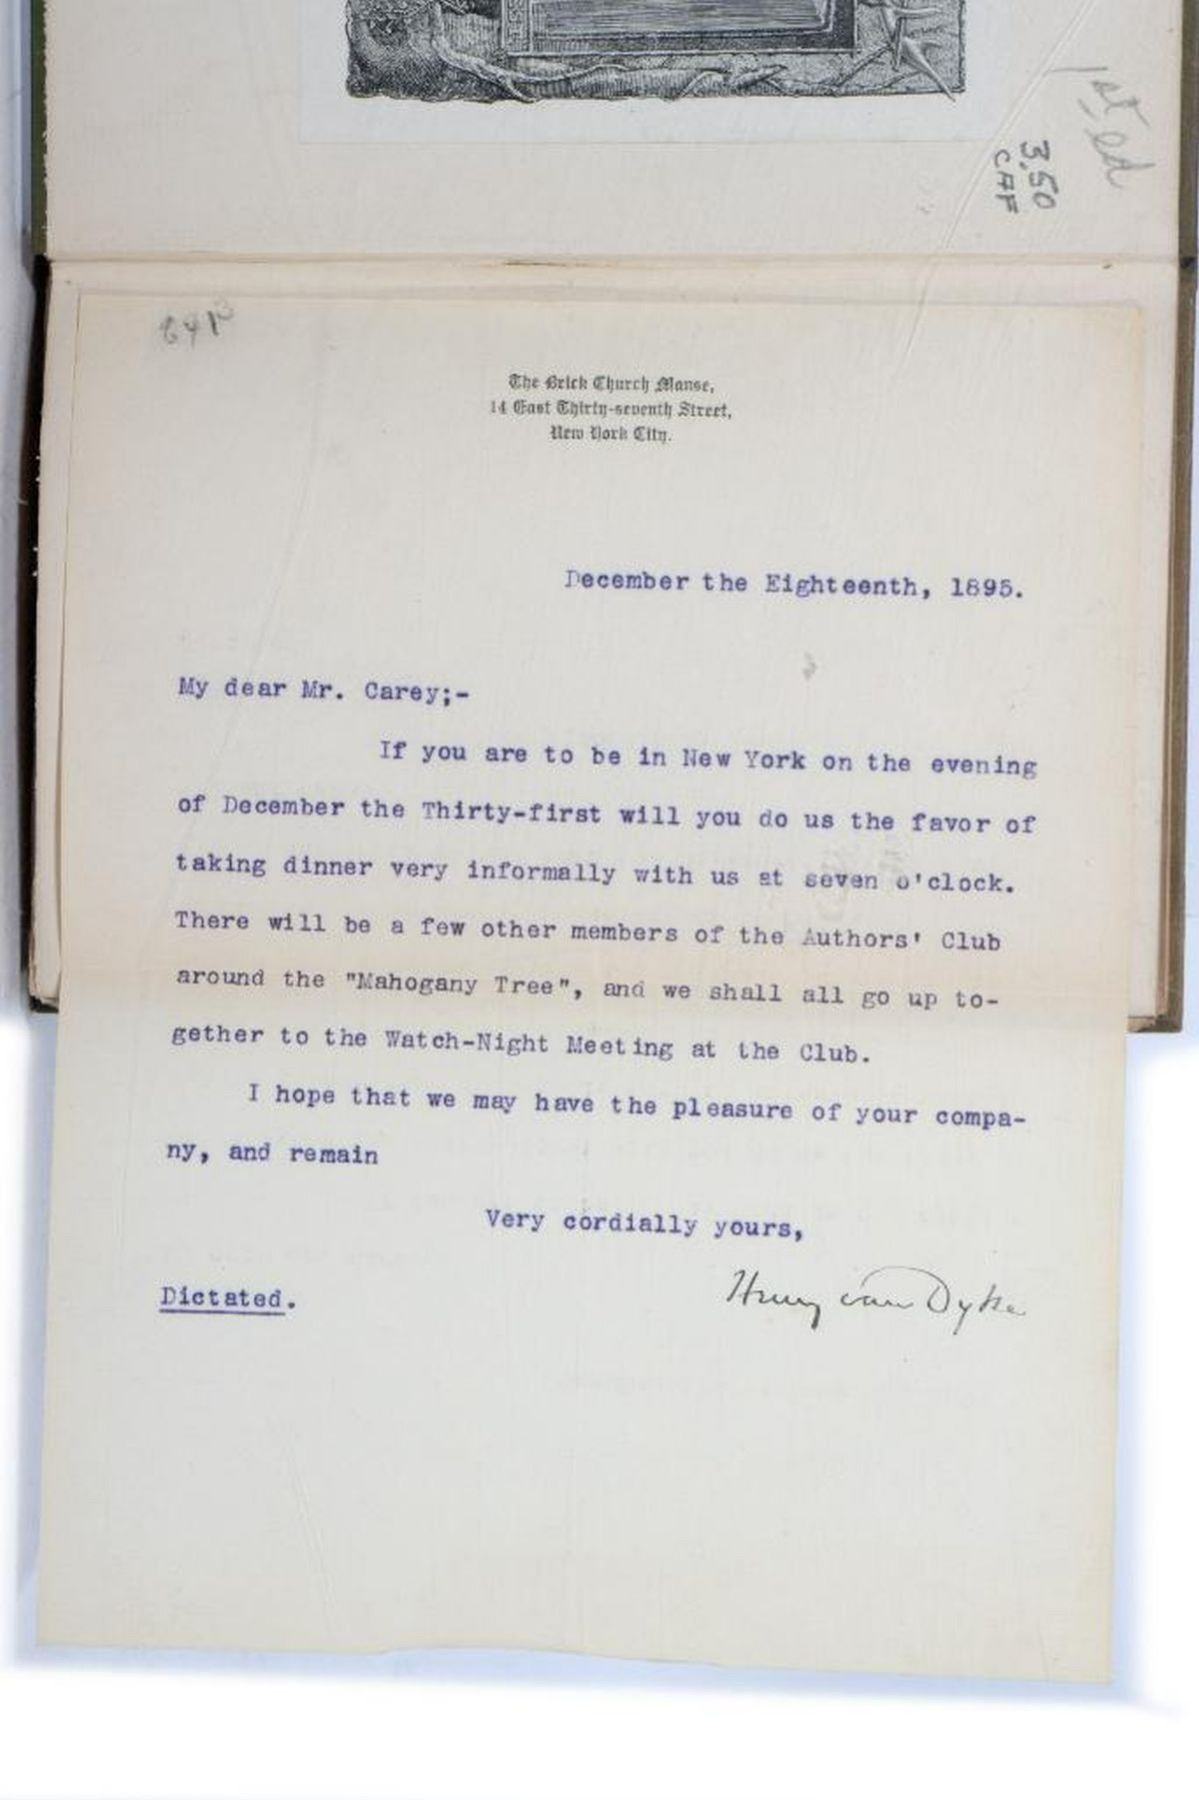 1st ed
3.50
CAF
The Brick Church Manse,
14 East Thirty-seventh Street,
New York City.
December the Eighteenth, 1895.
My dear Mr. Carey;-
If you are to be in New York on the evening
of December the Thirty-first will you do us the favor of
taking dinner very informally with us at seven o'clock.
There will be a few other members of the Authors' Club
around the "Mahogany Tree", and we shall all go up to-
gether to the Watch-Night Meeting at the Club.
I hope that we may have the pleasure of your compa-
ny, and remain
Very cordially yours,
Dictated.
Henry van Dyke